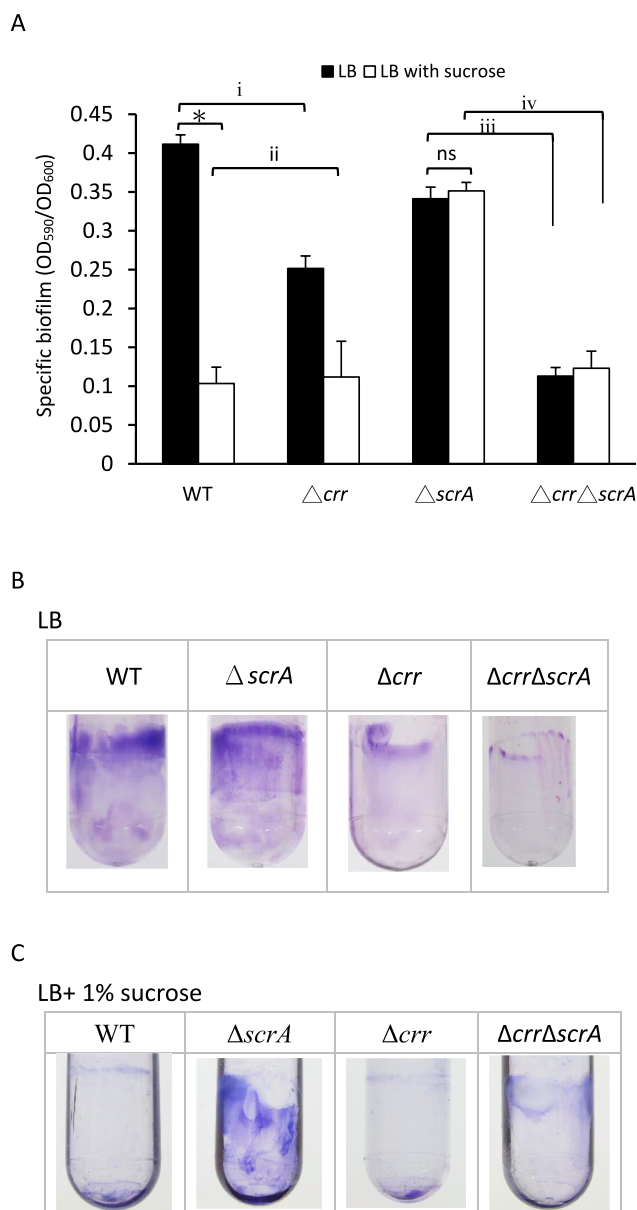 A
■ LB □ LB with sucrose
Specific biofilm (OD590/OD600)
0.45
0.4
0.35
0.3
0.25
0.2
0.15
0.1
0.05
0
i
*
ii
iii
iv
ns
WT
△crr
△scrA
△crr△scrA
B
LB
WT
Δ scrA
Δcrr
ΔcrrΔscrA
C
LB+ 1% sucrose
WT
ΔscrA
Δcrr
ΔcrrΔscrA